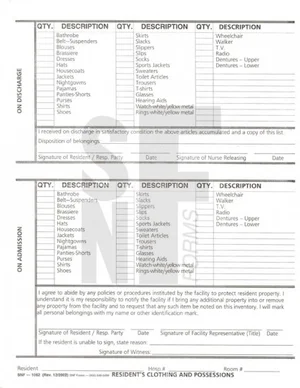 ON DISCHARGE
QTY. DESCRIPTION QTY. DESCRIPTION QTY. DESCRIPTION
Bathrobe Skirts Wheelchair
Belt-Suspenders Slacks Walker
Blouses Slippers T.V.
Brassiere Slips Radio
Dresses Socks Dentures - Upper
Hats Sports Jackets Dentures - Lower
Housecoats Sweaters
Jackets Toilet Articles
Nightgowns Trousers
Pajamas T-shirts
Panties-Shorts Glasses
Purses Hearing Aids
Shirts Watch-white/yellow metal
Shoes Rings-white/yellow metal
I received on discharge in satisfactory condition the above articles accumulated and a copy of this list.
Disposition of belongings
Signature of Resident / Resp. Party Date Signature of Nurse Releasing Date
ON ADMISSION
QTY. DESCRIPTION QTY. DESCRIPTION QTY. DESCRIPTION
Bathrobe Skirts Wheelchair
Belt-Suspenders Slacks Walker
Blouses Slippers T.V.
Brassiere Slips Radio
Dresses Socks Dentures - Upper
Hats Sports Jackets Dentures - Lower
Housecoats Sweaters
Jackets Toilet Articles
Nightgowns Trousers
Pajamas T-shirts
Panties-Shorts Glasses
Purses Hearing Aids
Shirts Watch-white/yellow metal
Shoes Rings-white/yellow metal
I agree to abide by any policies or procedures instituted by the facility to protect resident property. I
understand it is my responsibility to notify the facility if I bring any additional property into or remove
any property from the facility and to request that any such item be noted on this inventory. I will mark
all personal belongings with my name or other identification mark.
Signature of Resident / Resp. Party Date Signature of Facility Representative (Title) Date
If the resident is unable to sign, state reason
Signature of Witness:
Resident Hosp # Room #
RESIDENT'S CLOTHING AND POSSESSIONS
FORMS